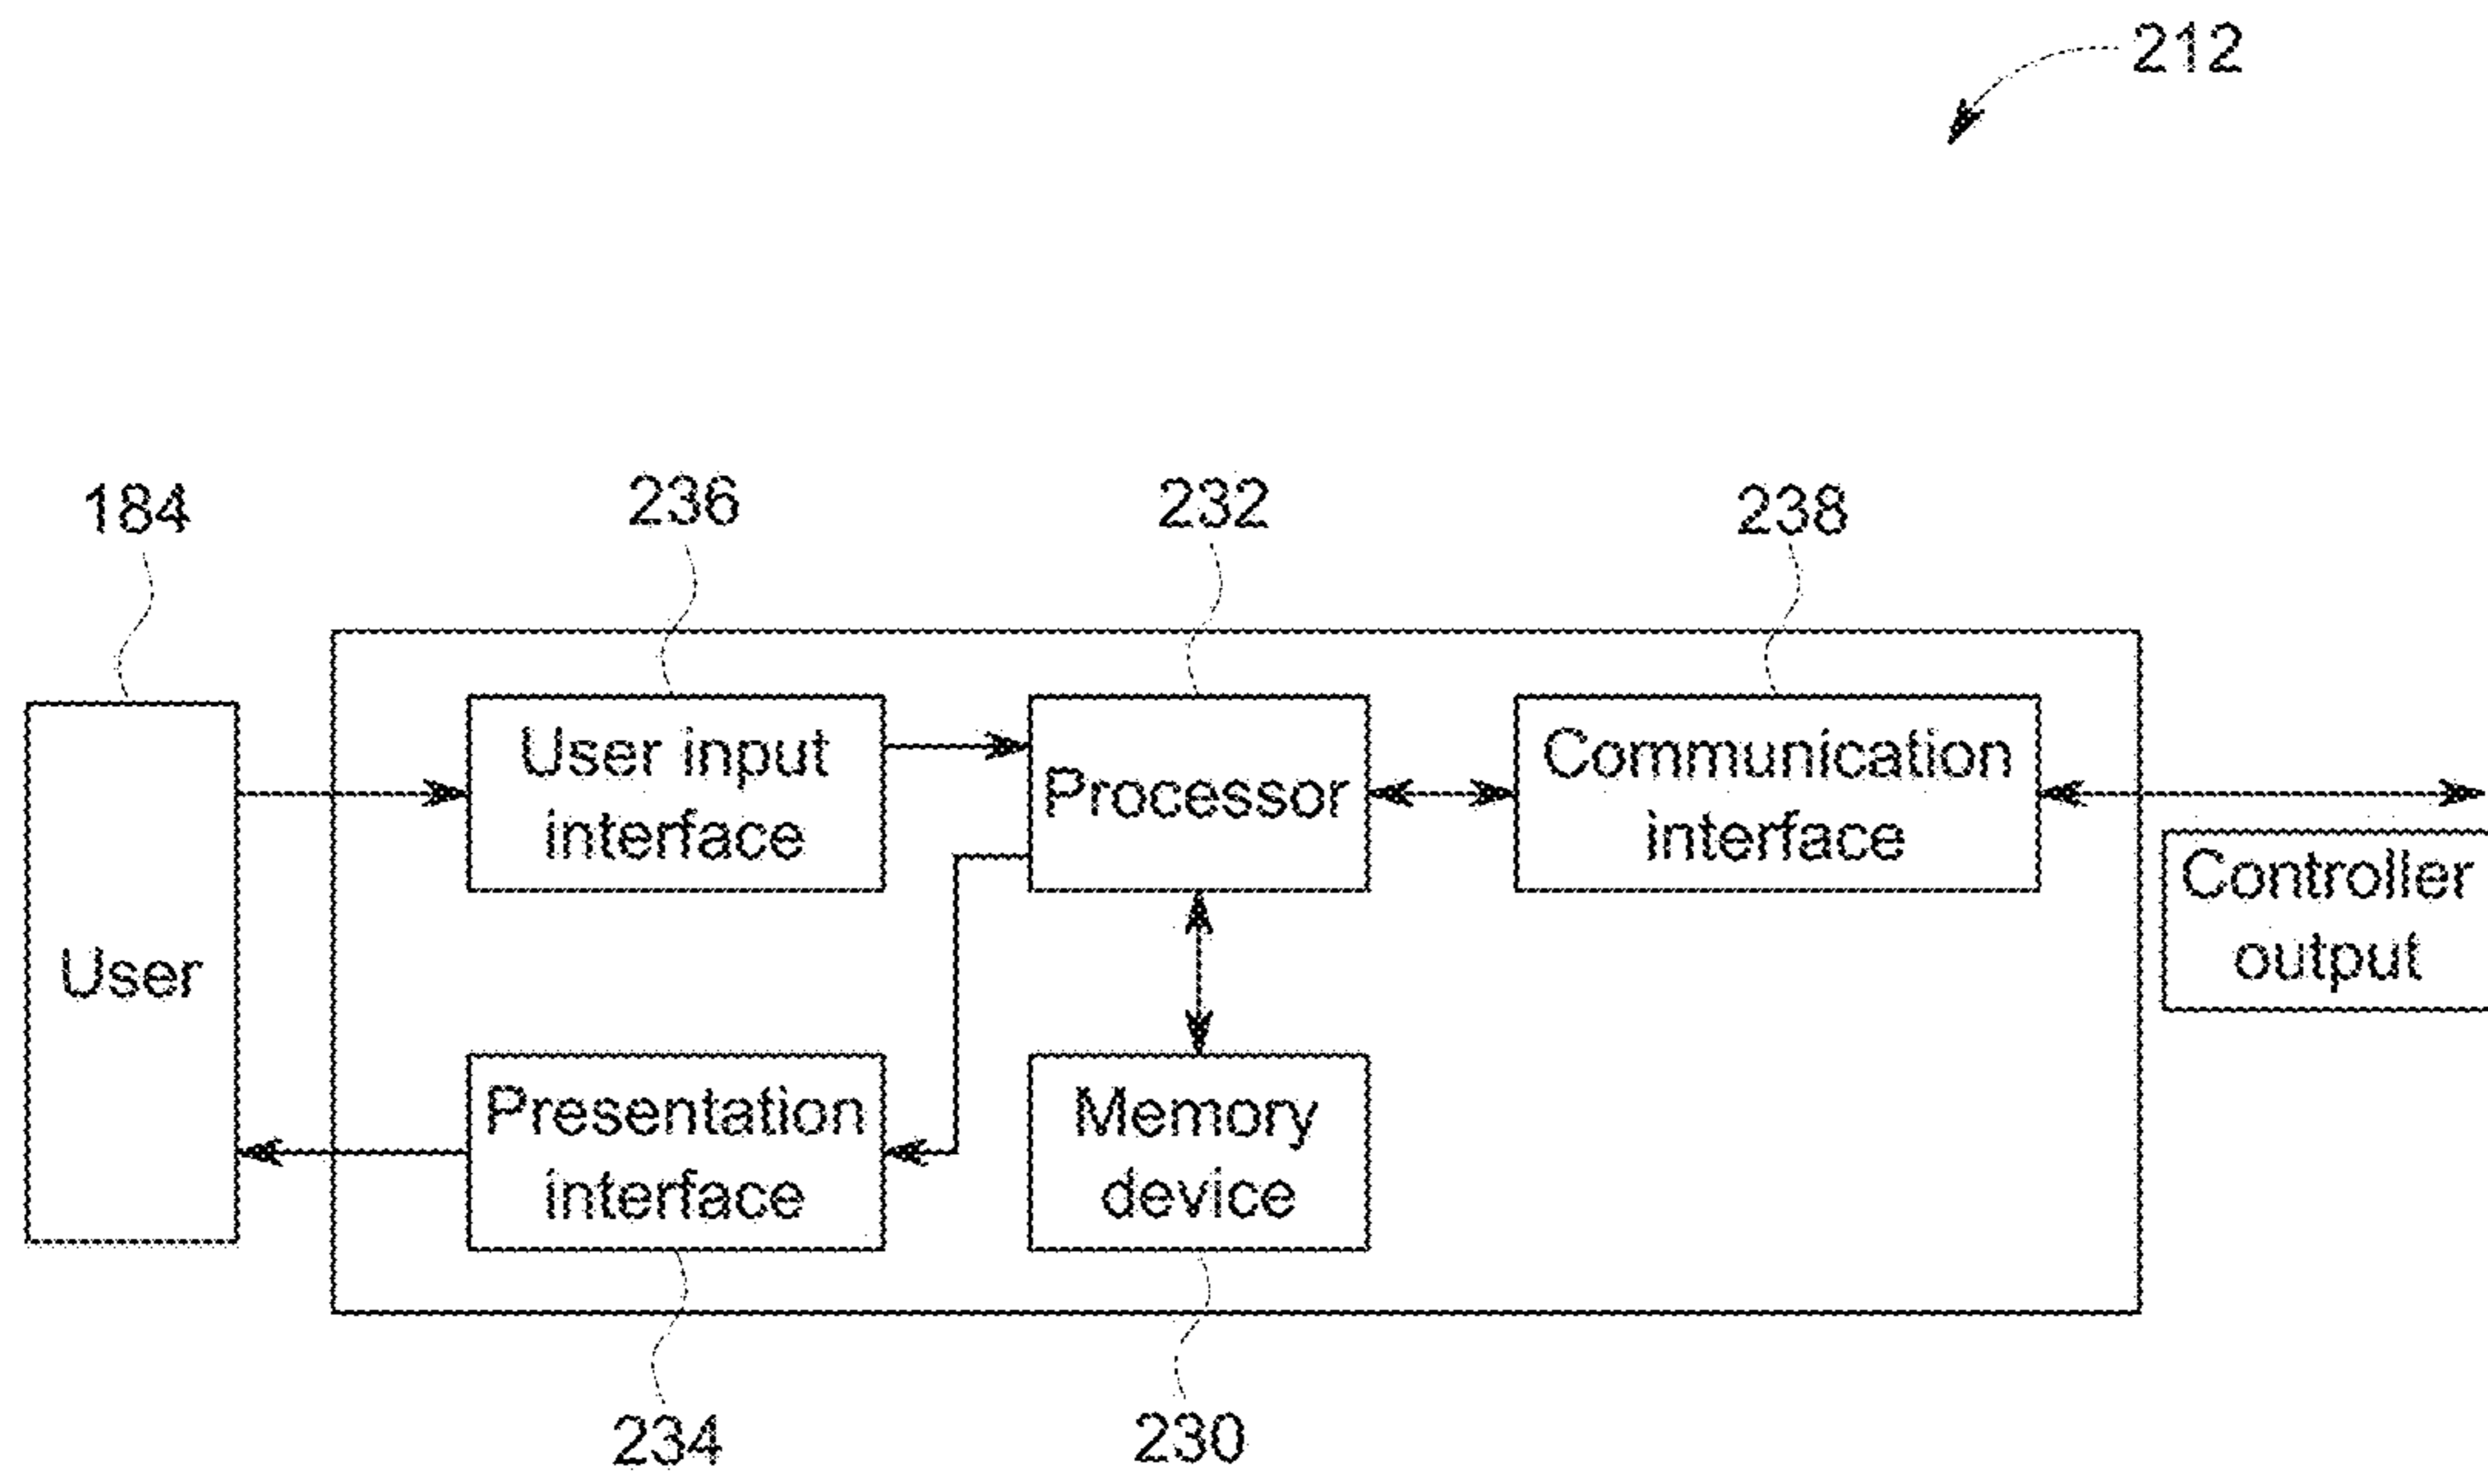 212
184
236
232
238
User input
interface
Processor
Communication
interface
Controller
output
User
Presentation
interface
Memory
device
234
230